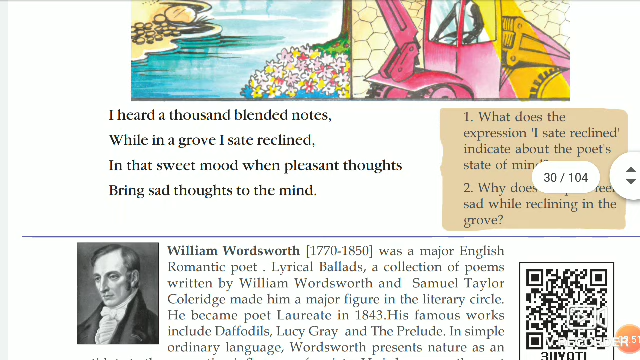 I heard a thousand blended notes,
While in a grove I sate reclined,
In that sweet mood when pleasant thoughts
Bring sad thoughts to the mind.
1. What does the
expression 'I sate reclined'
indicate about the poet's
state of mind?
30 / 104
2. Why does
sad while reclining in the
grove?
William Wordsworth [1770-1850] was a major English
Romantic poet . Lyrical Ballads, a collection of poems
written by William Wordsworth and Samuel Taylor
Coleridge made him a major figure in the literary circle.
He became poet Laureate in 1843.His famous works
include Daffodils, Lucy Gray and The Prelude. In simple
ordinary language, Wordsworth presents nature as an
RECORDER